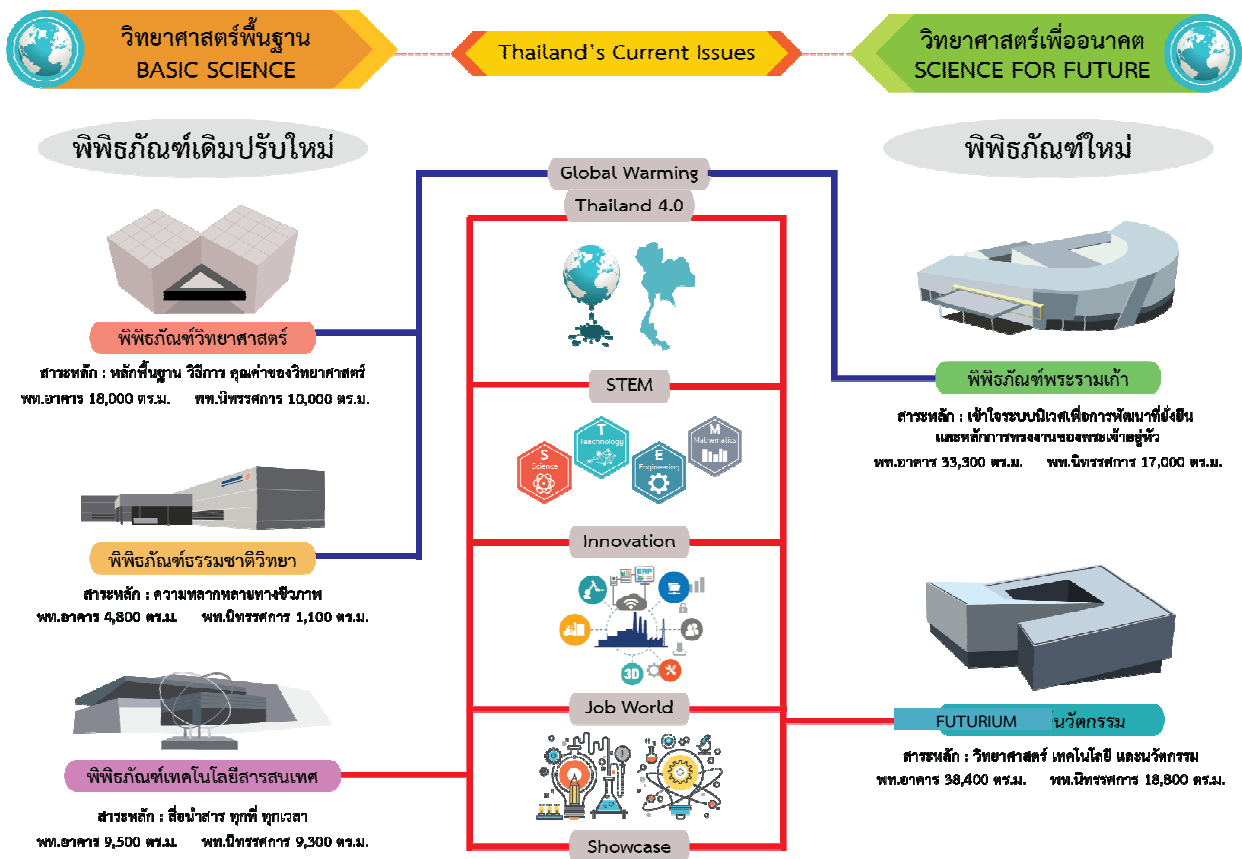 วิทยาศาสตร์พื้นฐาน
BASIC SCIENCE
Thailand's Current Issues
วิทยาศาสตร์เพื่ออนาคต
SCIENCE FOR FUTURE
พิพิธภัณฑ์เดิมปรับใหม่
พิพิธภัณฑ์วิทยาศาสตร์
สาระหลัก : หลักพื้นฐาน วิธีการ คุณค่าของวิทยาศาสตร์
พท.อาคาร 18,000 ตร.ม. พท.นิทรรศการ 10,000 ตร.ม.
พิพิธภัณฑ์ธรรมชาติวิทยา
สาระหลัก : ความหลากหลายทางชีวภาพ
พท.อาคาร 4,800 ตร.ม. พท.นิทรรศการ 1,100 ตร.ม.
พิพิธภัณฑ์เทคโนโลยีสารสนเทศ
สาระหลัก : สื่อนำสาร ทุกที่ ทุกเวลา
พท.อาคาร 9,500 ตร.ม. พท.นิทรรศการ 9,300 ตร.ม.
Global Warming
Thailand 4.0
STEM
S
Science
T
Teachnology
E
Engineering
M
Mathematics
Innovation
ERP
3D
Job World
Showcase
พิพิธภัณฑ์ใหม่
พิพิธภัณฑ์พระรามเก้า
สาระหลัก : เข้าใจระบบนิเวศเพื่อการพัฒนาที่ยั่งยืน
และหลักการทรงงานของพระเจ้าอยู่หัว
พท.อาคาร 33,300 ตร.ม. พท.นิทรรศการ 17,000 ตร.ม.
FUTURIUM นวัตกรรม
สาระหลัก : วิทยาศาสตร์ เทคโนโลยี และนวัตกรรม
พท.อาคาร 38,400 ตร.ม. พท.นิทรรศการ 18,800 ตร.ม.